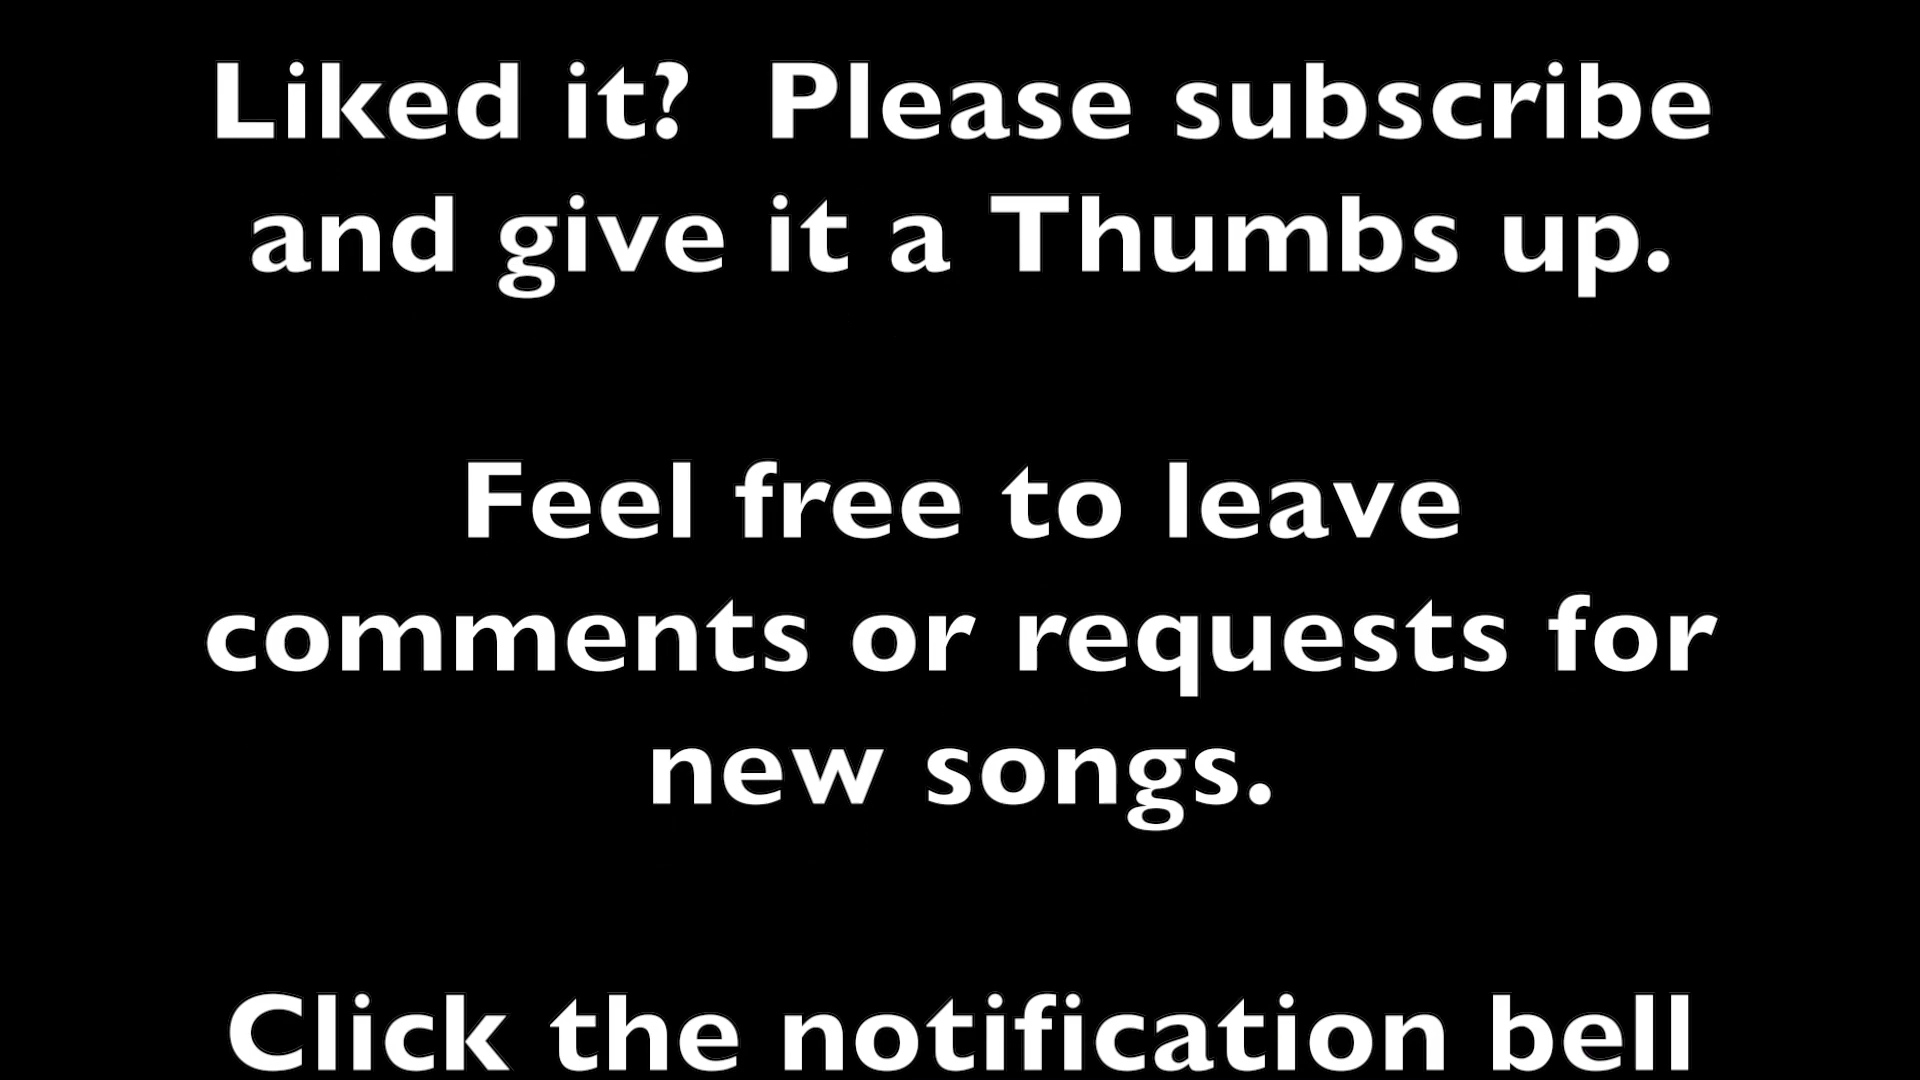 Liked it?  Please subscribe
and give it a Thumbs up.
Feel free to leave
comments or requests for
new songs.
Click the notification bell